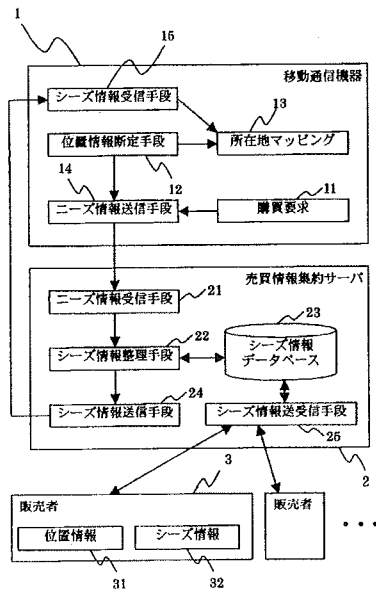 1
15
移動通信機器
シーズ情報受信手段
13
位置情報断定手段
所在地マッピング
14
12
11
ニーズ情報送信手段
購買要求
売買情報集約サーバ
ニーズ情報受信手段
21
23
22
シーズ情報
データベース
シーズ情報整理手段
24
シーズ情報送信手段
シーズ情報送受信手段
25
3
2
販売者
販売者
位置情報
シーズ情報
・・・
31
32